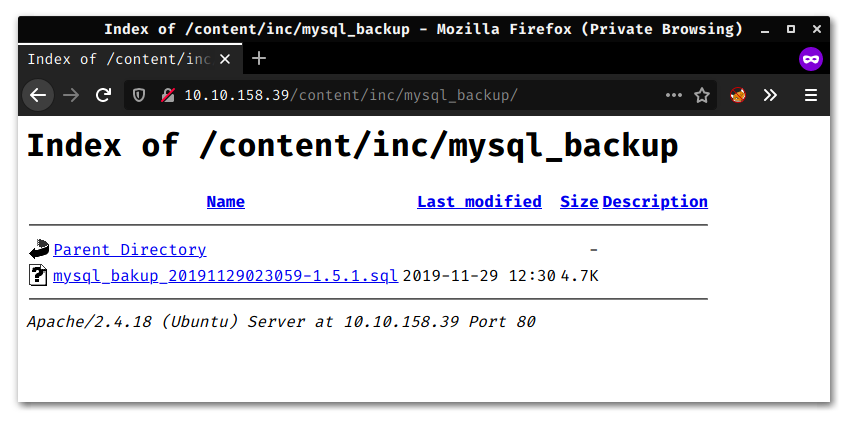 Index of /content/inc/mysql_backup - Mozilla Firefox (Private Browsing)
Index of /content/inc
10.10.158.39/content/inc/mysql_backup/
Index of /content/inc/mysql_backup
Name Last modified Size Description
Parent Directory -
mysql_bakup_20191129023059-1.5.1.sql 2019-11-29 12:30 4.7K
Apache/2.4.18 (Ubuntu) Server at 10.10.158.39 Port 80